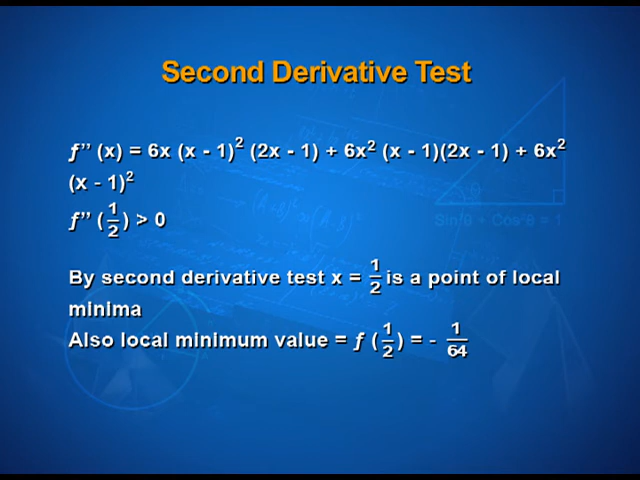 Second Derivative Test
ƒ’’ (x) = 6x (x - 1)² (2x - 1) + 6x² (x - 1)(2x - 1) + 6x²
(x - 1)²
ƒ’’ (1/2) > 0
By second derivative test x = 1/2 is a point of local
minima
Also local minimum value = ƒ (1/2) = - 1/64